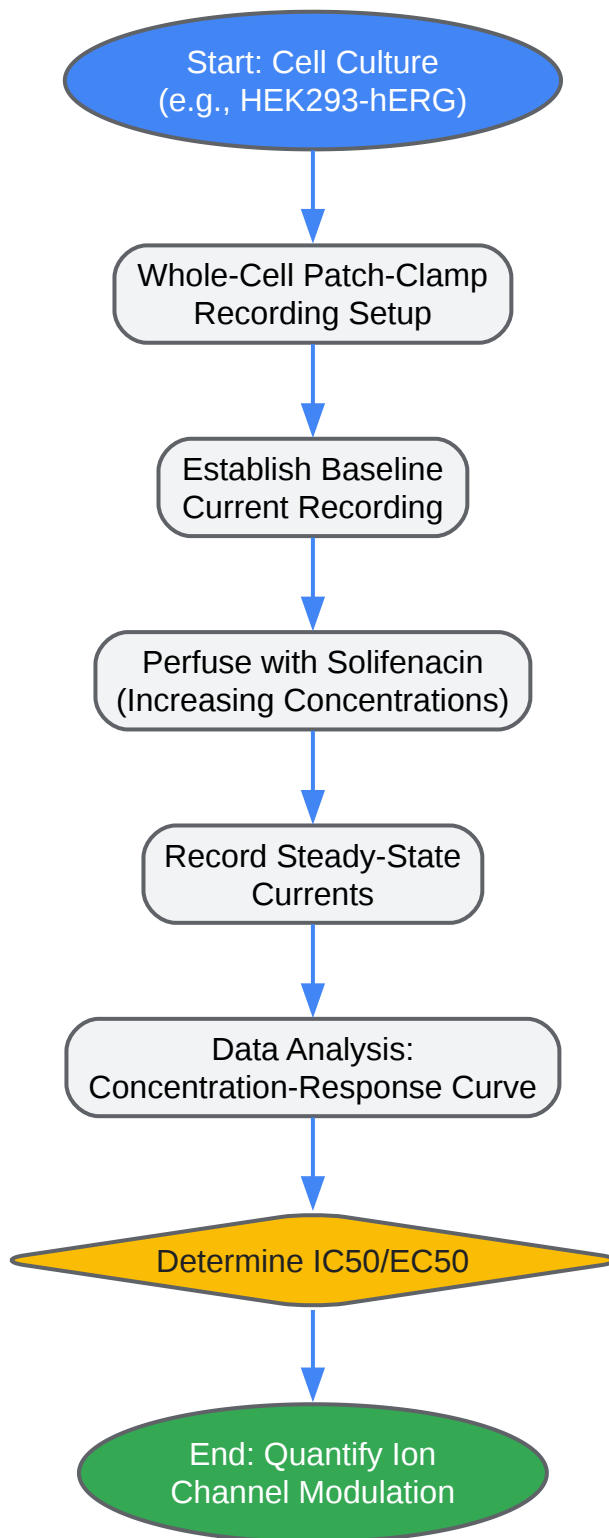 Start: Cell Culture
(e.g., HEK293-hERG)
Whole-Cell Patch-Clamp
Recording Setup
Establish Baseline
Current Recording
Perfuse with Solifenacin
(Increasing Concentrations)
Record Steady-State
Currents
Data Analysis:
Concentration-Response Curve
Determine IC50/EC50
End: Quantify Ion
Channel Modulation